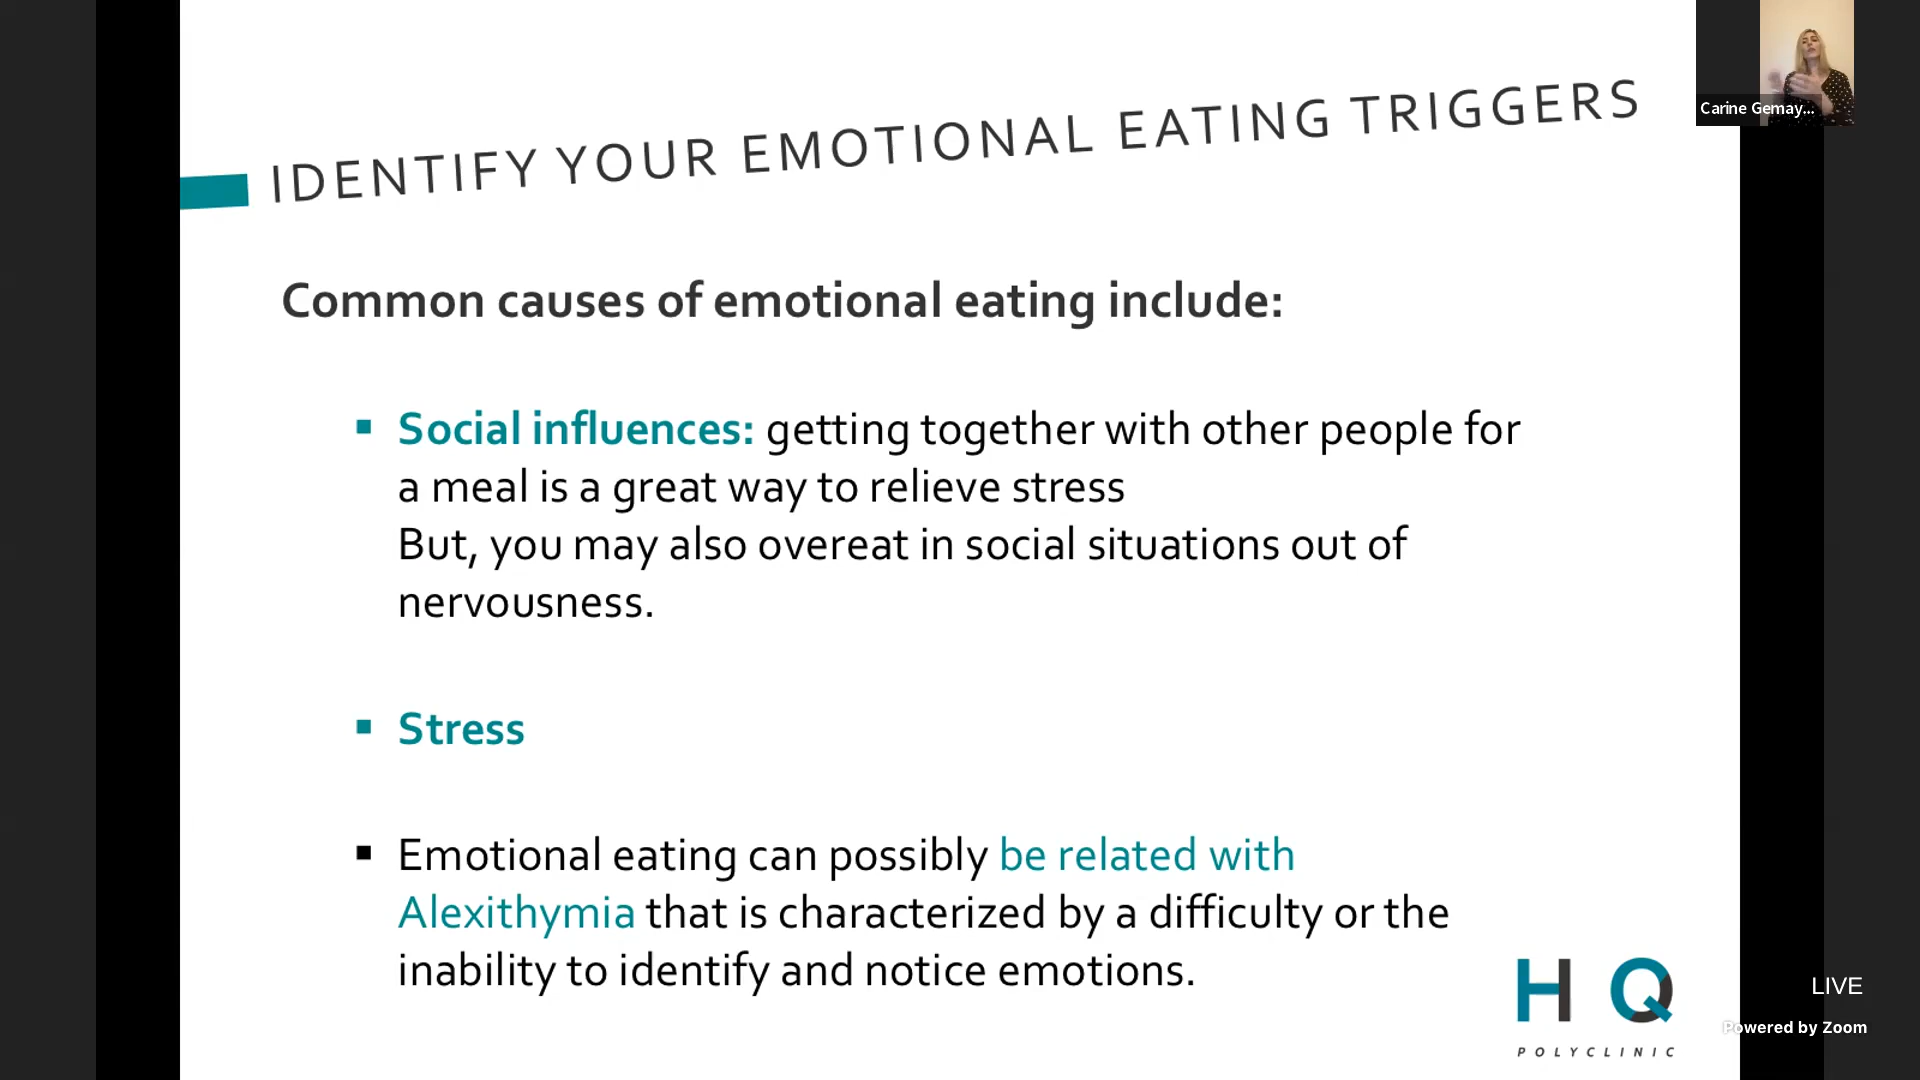 IDENTIFY YOUR EMOTIONAL EATING TRIGGERS
Carine Gemay...
Common causes of emotional eating include:
▪ Social influences: getting together with other people for
a meal is a great way to relieve stress
But, you may also overeat in social situations out of
nervousness.
▪ Stress
▪ Emotional eating can possibly be related with
Alexithymia that is characterized by a difficulty or the
inability to identify and notice emotions.
H Q
POLYCLINIC
LIVE
Powered by Zoom